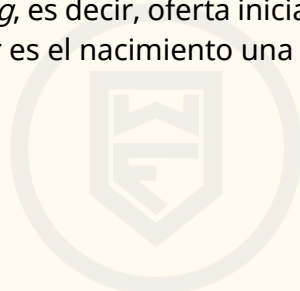 g, es decir, oferta inicia
es el nacimiento una